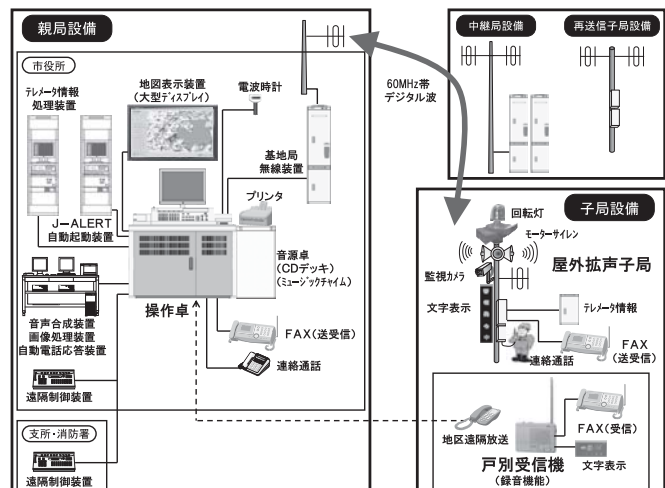 親局設備
市役所
テレメータ情報
処理装置
地図表示装置
(大型ディスプレイ)
電波時計
基地局
無線装置
プリンタ
J-ALERT
自動起動装置
音源卓
(CDデッキ)
(ミュージックチャイム)
操作卓
音声合成装置
画像処理装置
自動電話応答装置
FAX(送受信)
連絡通話
遠隔制御装置
支所・消防署
遠隔制御装置
60MHz帯
デジタル波
中継局設備
再送信子局設備
子局設備
回転灯
モーターサイレン
屋外拡声子局
監視カメラ
文字表示
テレメータ情報
FAX
(送受信)
連絡通話
地区遠隔放送
FAX(受信)
戸別受信機
(録音機能)
文字表示